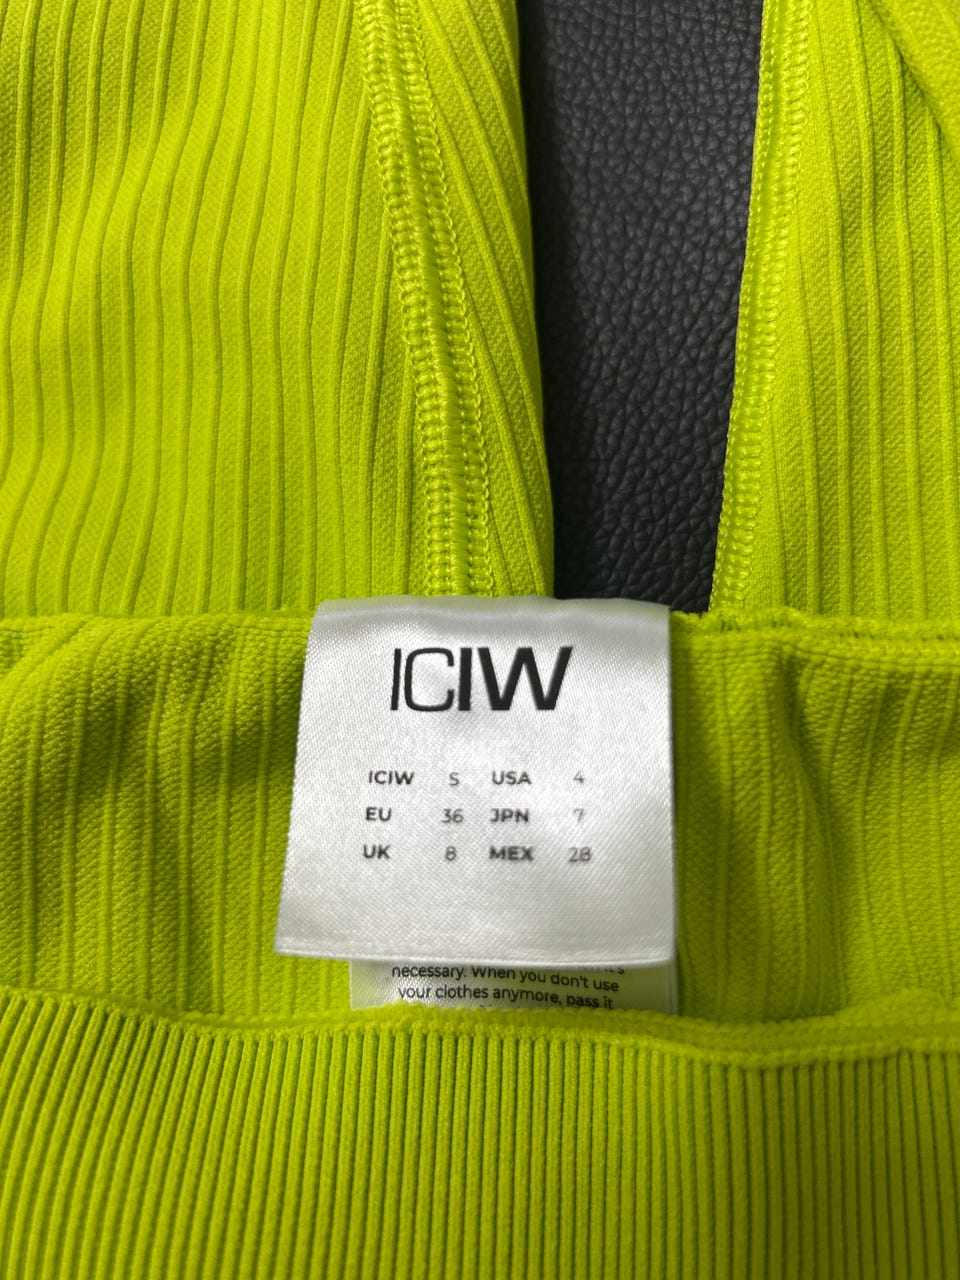 ICIW
ICIW S USA 4
EU 36 JPN 7
UK 8 MEX 28
it's
necessary. When you don't use
your clothes anymore, pass it